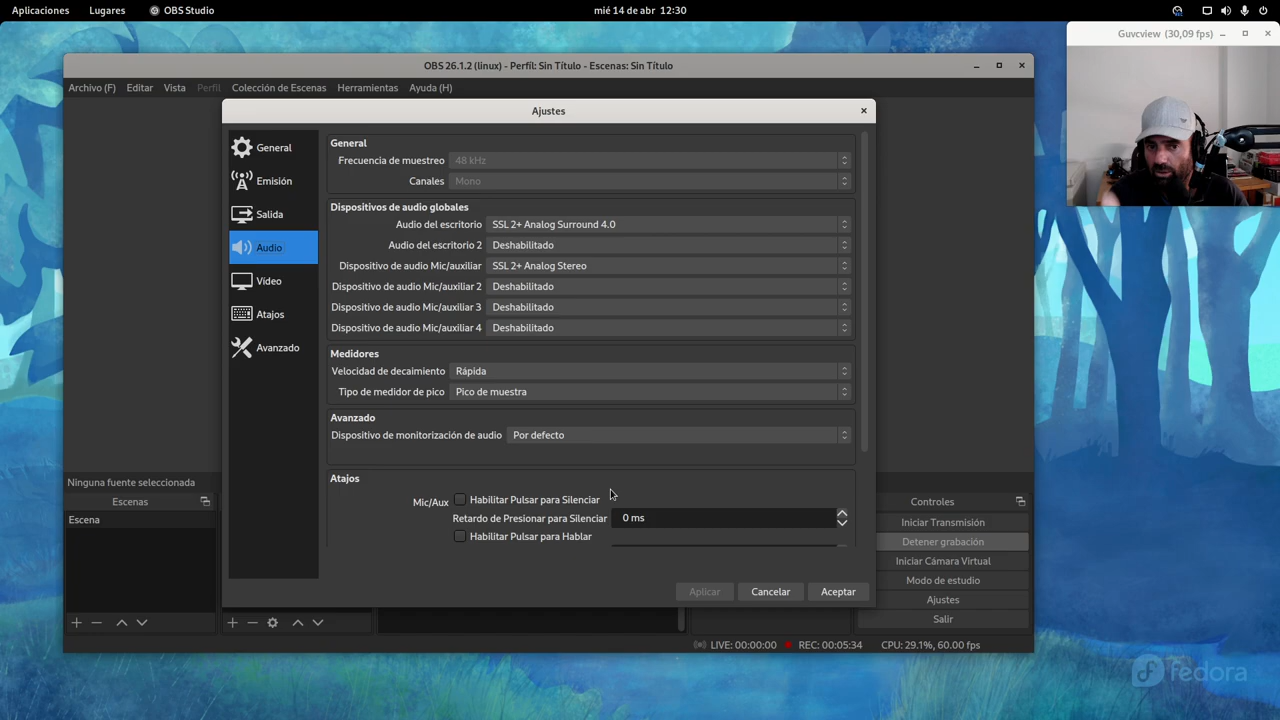 Aplicaciones Lugares OBS Studio mié 14 de abr 12:30
Guvcview (30,09 fps)
OBS 26.1.2 (linux) - Perfil: Sin Título - Escenas: Sin Título
Archivo (F) Editar Vista Perfil Colección de Escenas Herramientas Ayuda (H)
Ajustes
General
Emisión
Salida
Audio
Vídeo
Atajos
Avanzado
General
Frecuencia de muestreo 48 kHz
Canales Mono
Dispositivos de audio globales
Audio del escritorio SSL 2+ Analog Surround 4.0
Audio del escritorio 2 Deshabilitado
Dispositivo de audio Mic/auxiliar SSL 2+ Analog Stereo
Dispositivo de audio Mic/auxiliar 2 Deshabilitado
Dispositivo de audio Mic/auxiliar 3 Deshabilitado
Dispositivo de audio Mic/auxiliar 4 Deshabilitado
Medidores
Velocidad de decaimiento Rápida
Tipo de medidor de pico Pico de muestra
Avanzado
Dispositivo de monitorización de audio Por defecto
Atajos
Mic/Aux Habilitar Pulsar para Silenciar
Retardo de Presionar para Silenciar 0 ms
Habilitar Pulsar para Hablar
Aplicar Cancelar Aceptar
Ninguna fuente seleccionada
Escenas
Escena
Controles
Iniciar Transmisión
Detener grabación
Iniciar Cámara Virtual
Modo de estudio
Ajustes
Salir
LIVE: 00:00:00 REC: 00:05:34 CPU: 29.1%, 60.00 fps
fedora